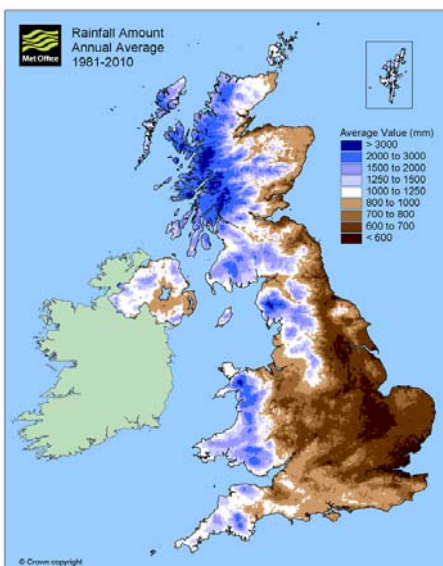 Met Office
Rainfall Amount
Annual Average
1981-2010
Average Value (mm)
> 3000
2000 to 3000
1500 to 2000
1250 to 1500
1000 to 1250
800 to 1000
700 to 800
600 to 700
< 600
© Crown copyright